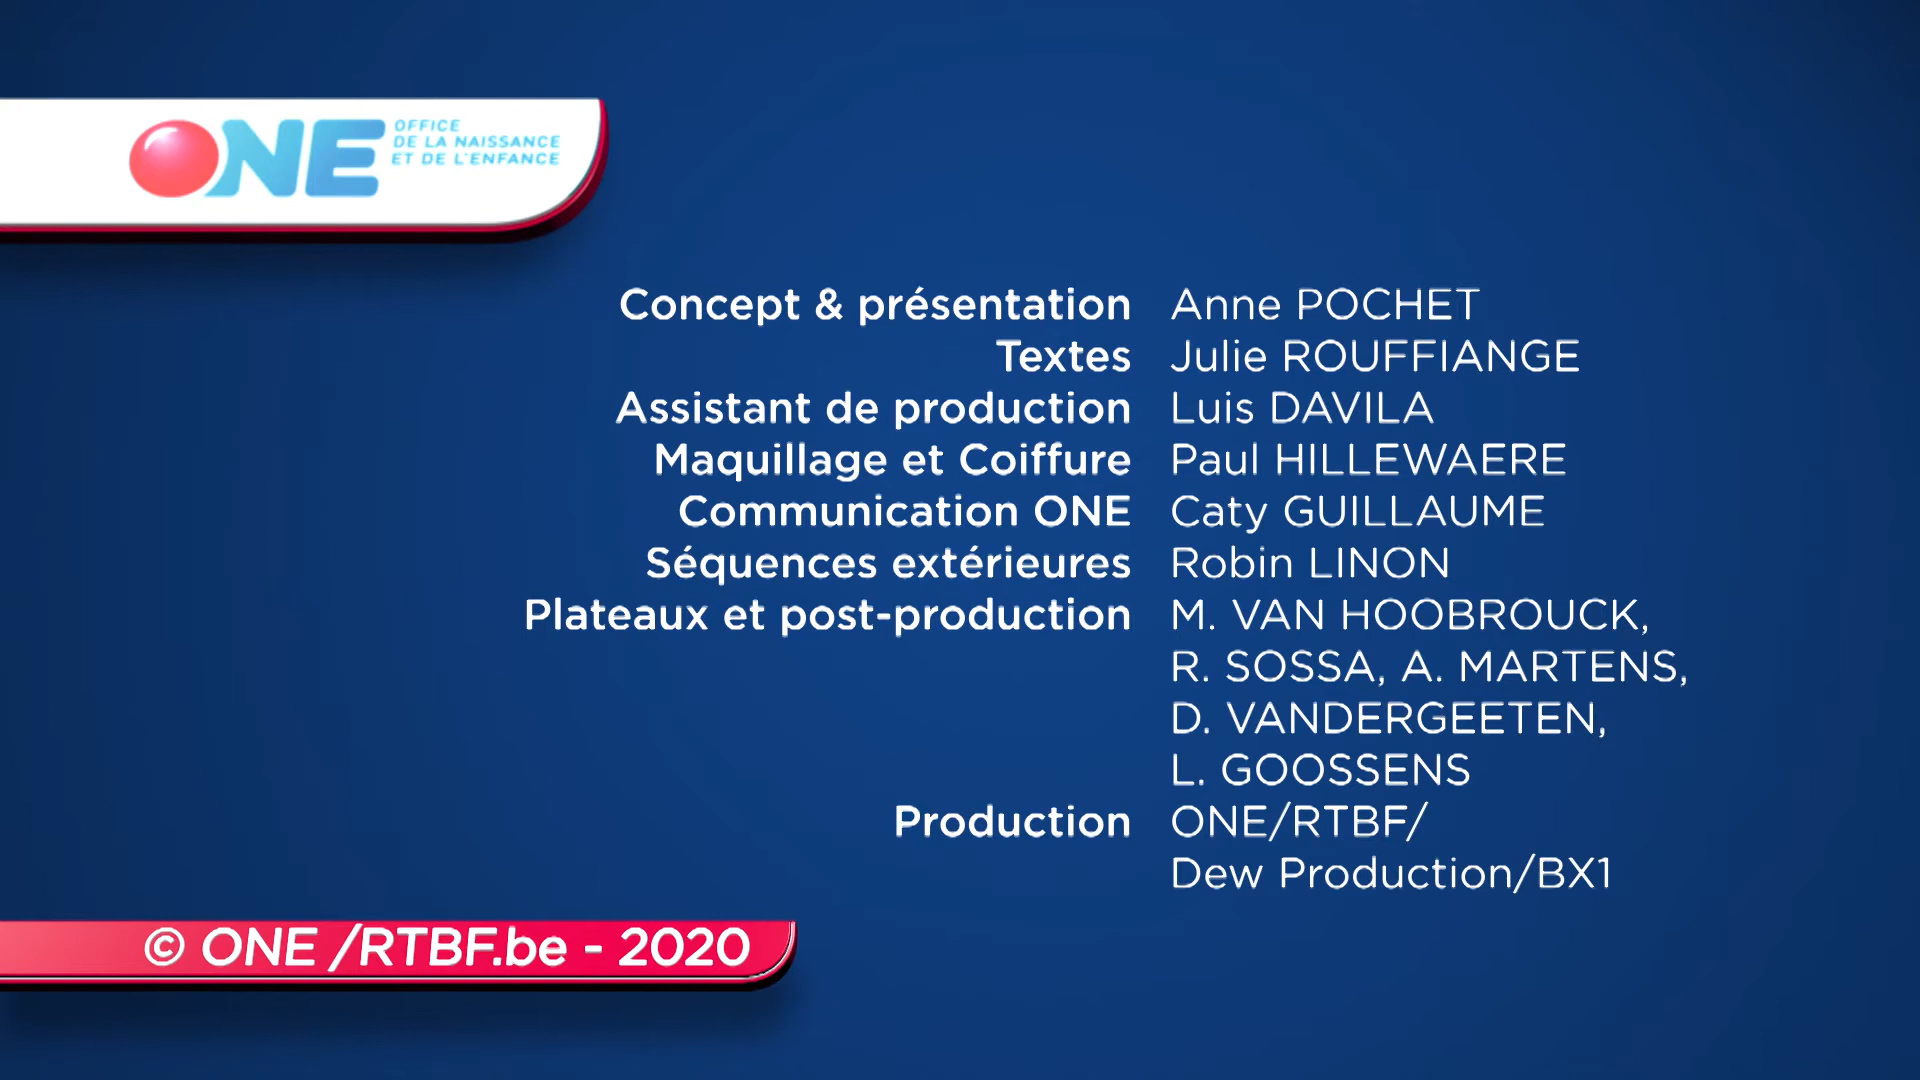 ONE
OFFICE
DE LA NAISSANCE
ET DE L'ENFANCE
Concept & présentation Anne POCHET
Textes Julie ROUFFIANGE
Assistant de production Luis DAVILA
Maquillage et Coiffure Paul HILLEWAERE
Communication ONE Caty GUILLAUME
Séquences extérieures Robin LINON
Plateaux et post-production M. VAN HOOBROUCK,
R. SOSSA, A. MARTENS,
D. VANDERGEETEN,
L. GOOSSENS
Production ONE/RTBF/
Dew Production/BX1
© ONE /RTBF.be - 2020